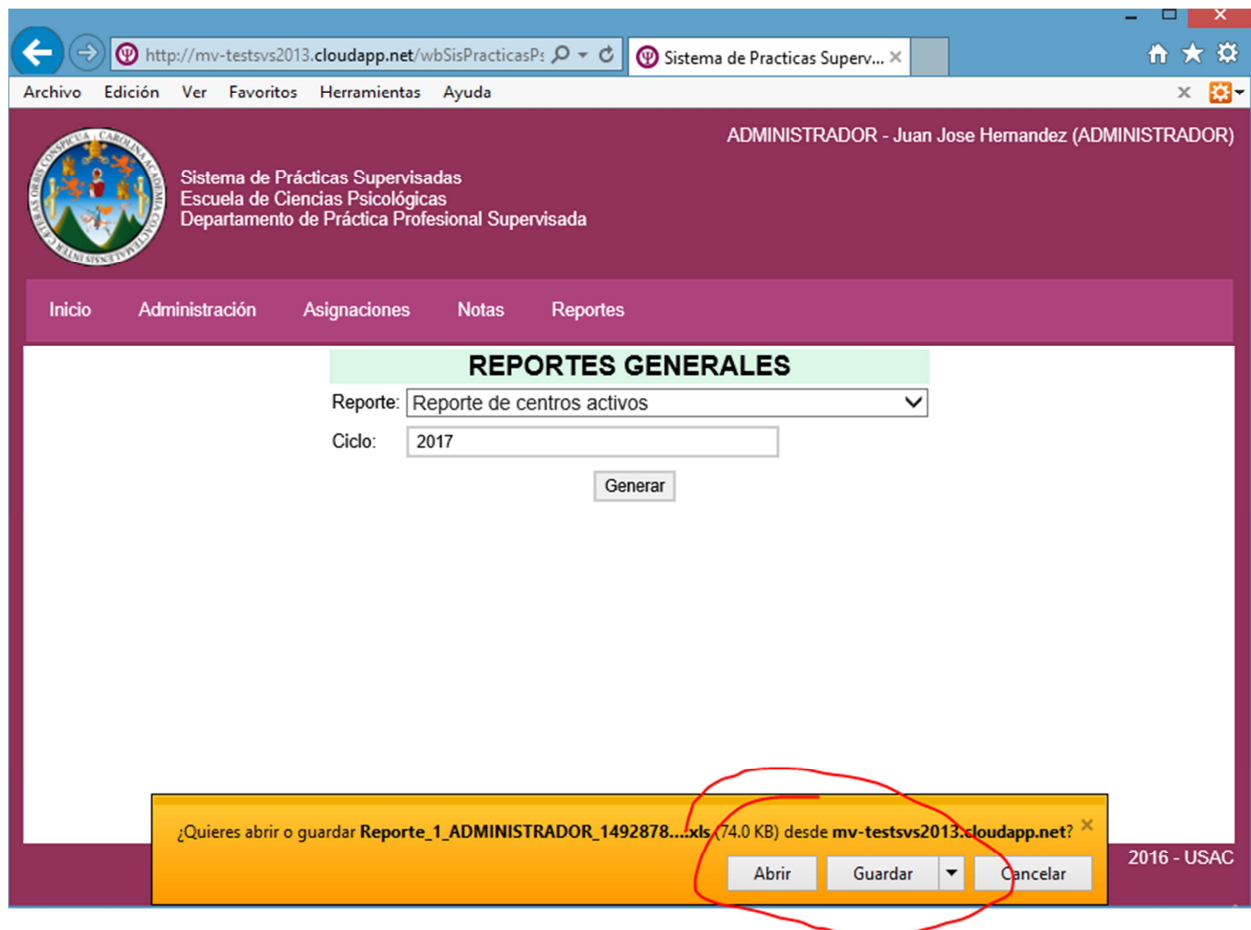 http://mv-testsvs2013.cloudapp.net/wbSisPracticasPs
Sistema de Practicas Superv...
Archivo Edición Ver Favoritos Herramientas Ayuda
ADMINISTRADOR - Juan Jose Hernandez (ADMINISTRADOR)
Sistema de Prácticas Supervisadas
Escuela de Ciencias Psicológicas
Departamento de Práctica Profesional Supervisada
Inicio Administración Asignaciones Notas Reportes
REPORTES GENERALES
Reporte: Reporte de centros activos
Ciclo: 2017
Generar
¿Quieres abrir o guardar Reporte_1_ADMINISTRADOR_1492878....xls (74.0 KB) desde mv-testsvs2013.cloudapp.net?
Abrir Guardar Cancelar
2016 - USAC